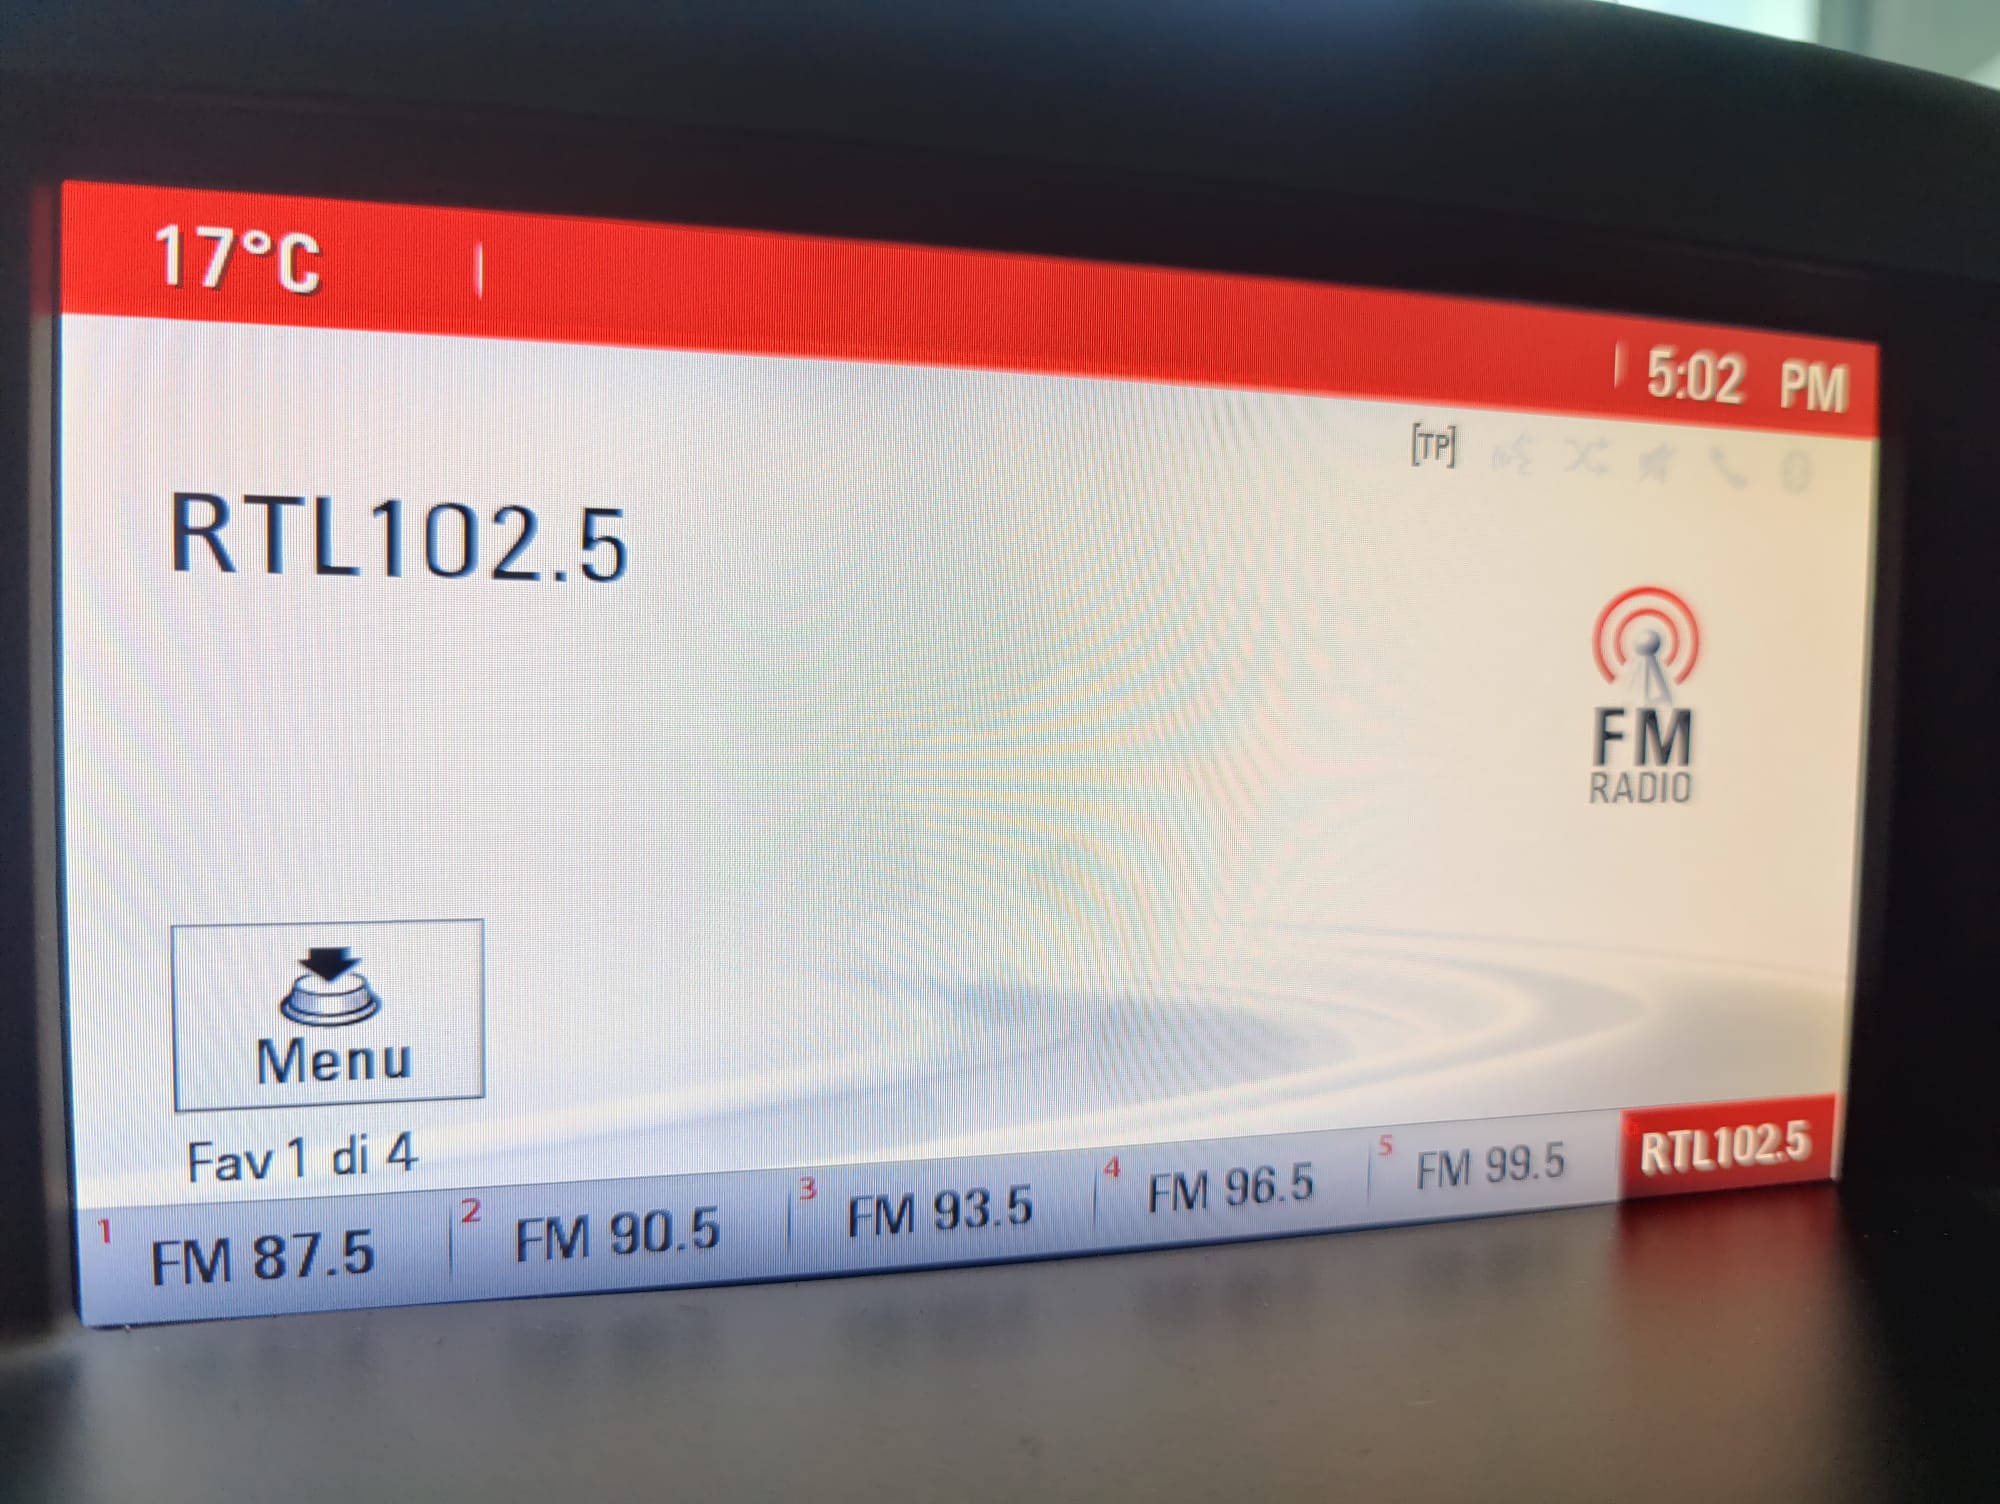 17°C
5:02 PM
[TP]
RTL102.5
FM
RADIO
Menu
Fav 1 di 4
1 FM 87.5 2 FM 90.5 3 FM 93.5 4 FM 96.5 5 FM 99.5 RTL102.5